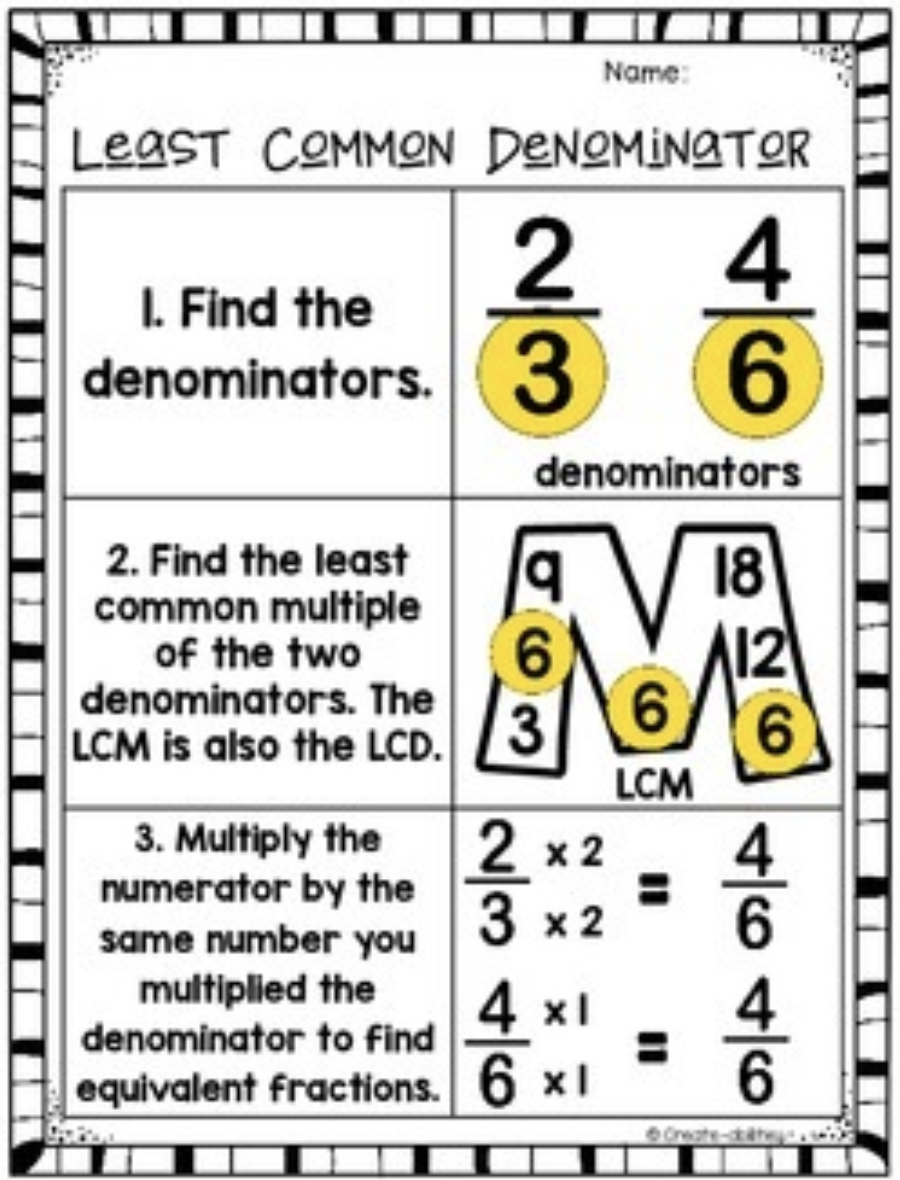 Name:
Least Common Denominator
1. Find the
denominators.
2 4
3 6
denominators
2. Find the least
common multiple
of the two
denominators. The
LCM is also the LCD.
9 18
6 12
3 6 6
LCM
3. Multiply the
numerator by the
same number you
multiplied the
denominator to find
equivalent fractions.
2 x 2 = 4
3 x 2 6
4 x 1 = 4
6 x 1 6
©